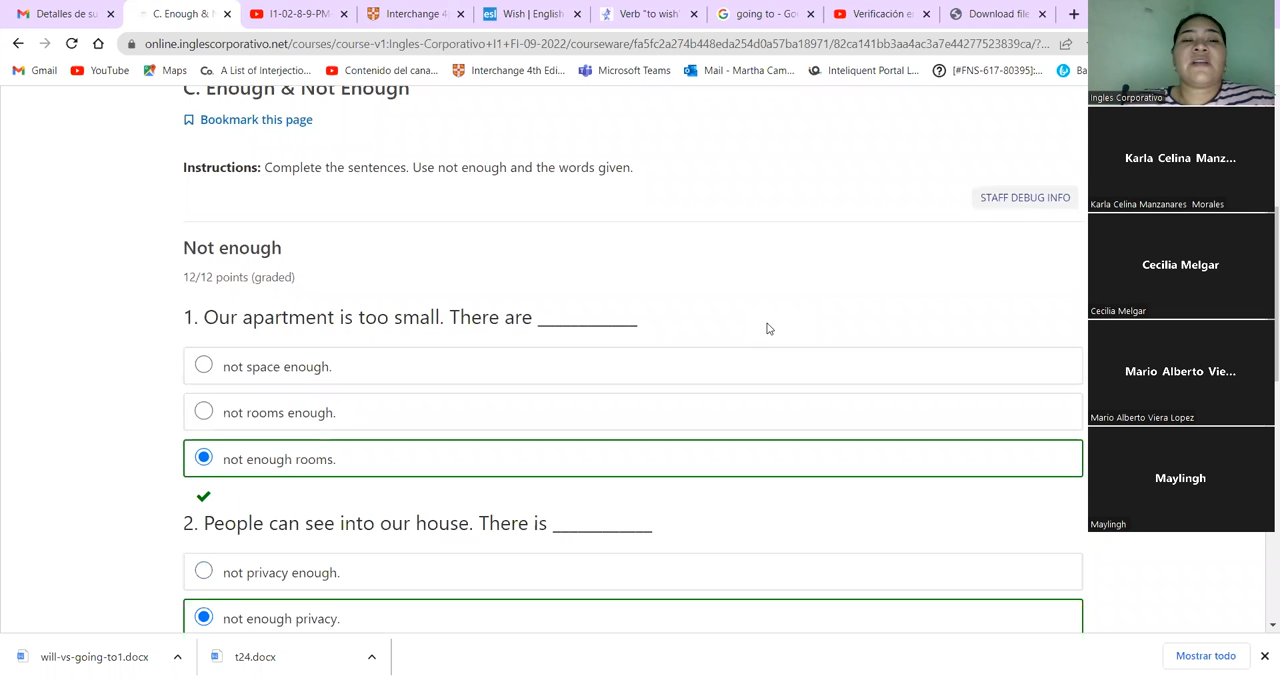 Detalles de su
C. Enough & N
I1-02-8-9-PM-
Interchange 4
esl Wish | English
Verb "to wish"
going to - Go
Verificación e
Download file
online.inglescorporativo.net/courses/course-v1:Ingles-Corporativo+I1+FI-09-2022/courseware/fa5fc2a274b448eda254d0a57ba18971/82ca141bb3aa4c3a7e44277523839ca/?...
Gmail
YouTube
Maps
Co. A List of Interjectio...
Contenido del cana...
Interchange 4th Edi...
Microsoft Teams
Mail - Martha Cam...
Inteliquent Portal L...
[#FNS-617-80395]:...
Ba
C. Enough & Not Enough
Bookmark this page
Instructions: Complete the sentences. Use not enough and the words given.
STAFF DEBUG INFO
Not enough
12/12 points (graded)
1. Our apartment is too small. There are ___________
not space enough.
not rooms enough.
not enough rooms.
2. People can see into our house. There is ___________
not privacy enough.
not enough privacy.
Ingles Corporativo
Karla Celina Manz...
Karla Celina Manzanares Morales
Cecilia Melgar
Cecilia Melgar
Mario Alberto Vie...
Mario Alberto Viera Lopez
Maylingh
Maylingh
will-vs-going-to1.docx
t24.docx
Mostrar todo